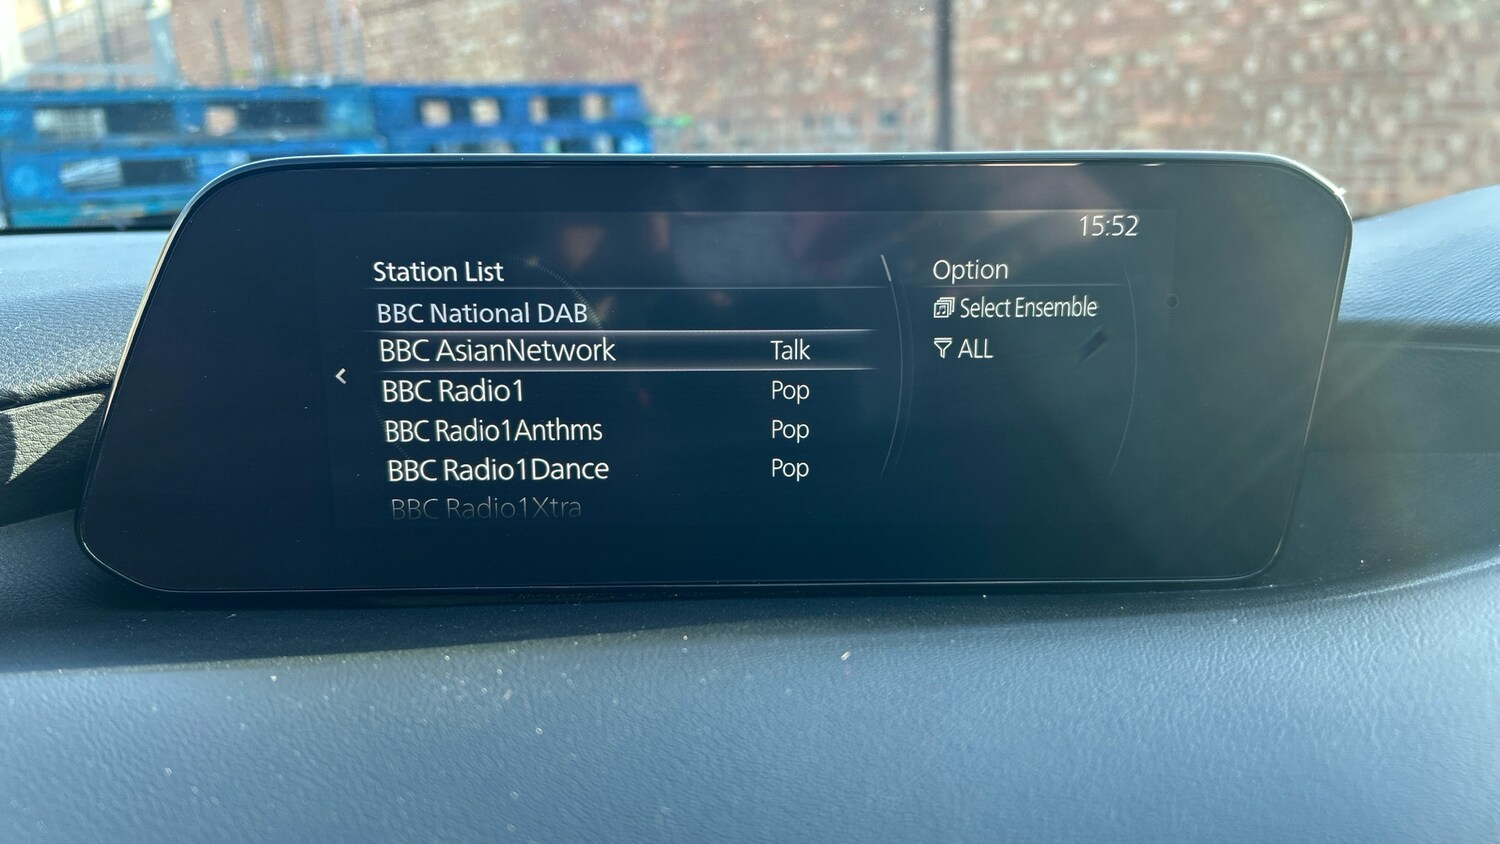 15:52
Station List
BBC National DAB
BBC AsianNetwork Talk
BBC Radio1 Pop
BBC Radio1Anthms Pop
BBC Radio1Dance Pop
BBC Radio1Xtra
Option
Select Ensemble
ALL